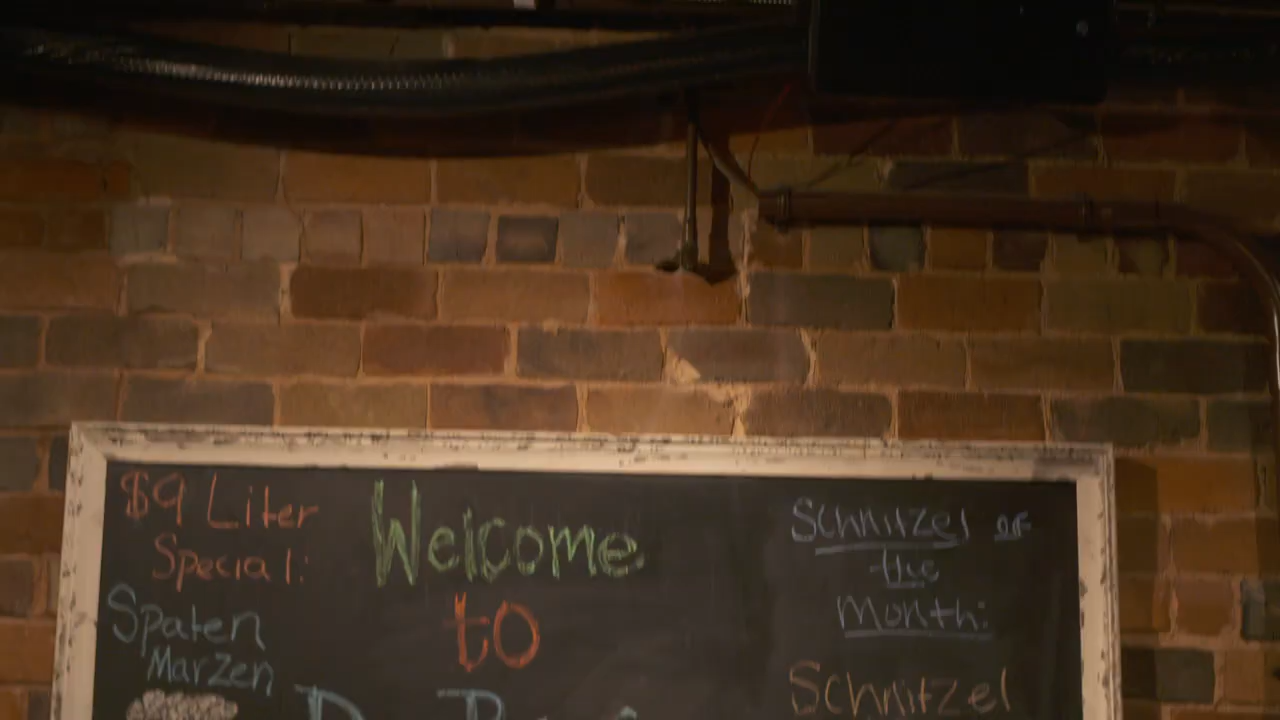 $9 Liter
Special:
Spaten
Marzen
Welcome
to
Schnitzel of
the
Month:
Schnitzel